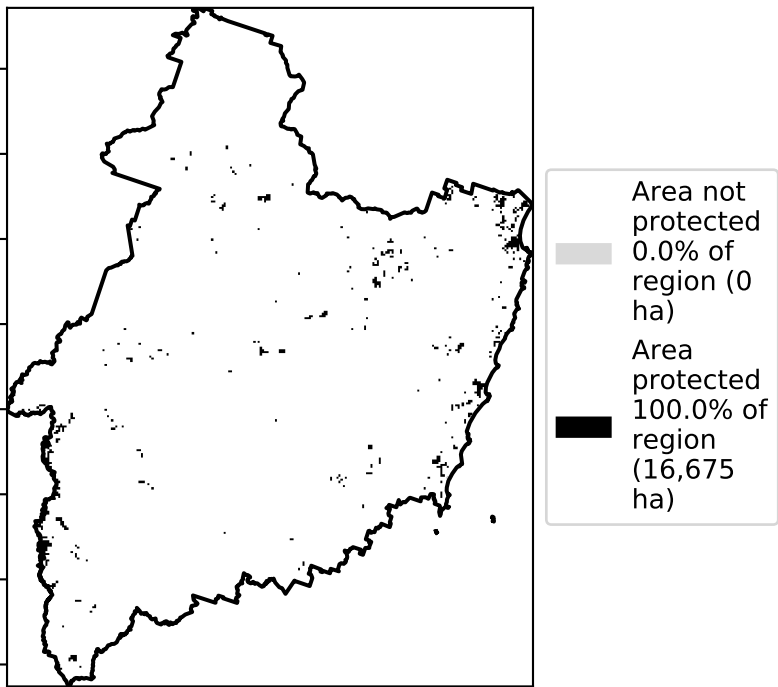 Area not
protected
0.0% of
region (0
ha)
Area
protected
100.0% of
region
(16,675
ha)